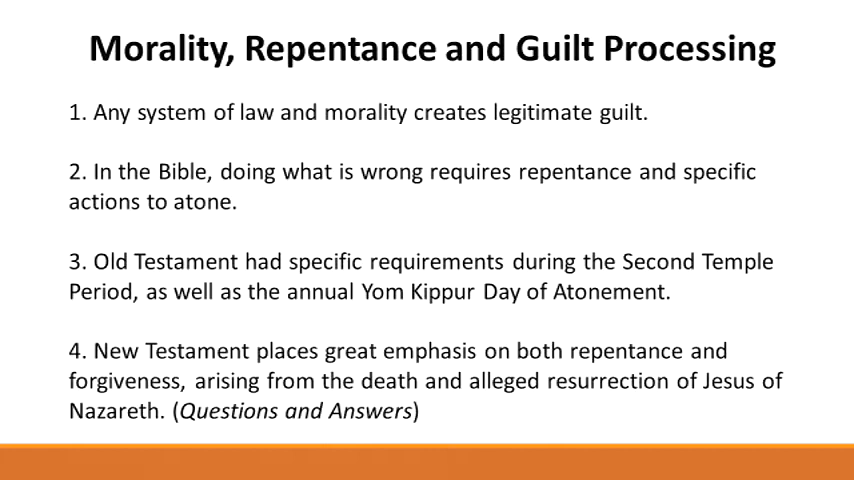 Morality, Repentance and Guilt Processing
1. Any system of law and morality creates legitimate guilt.
2. In the Bible, doing what is wrong requires repentance and specific
actions to atone.
3. Old Testament had specific requirements during the Second Temple
Period, as well as the annual Yom Kippur Day of Atonement.
4. New Testament places great emphasis on both repentance and
forgiveness, arising from the death and alleged resurrection of Jesus of
Nazareth. (Questions and Answers)